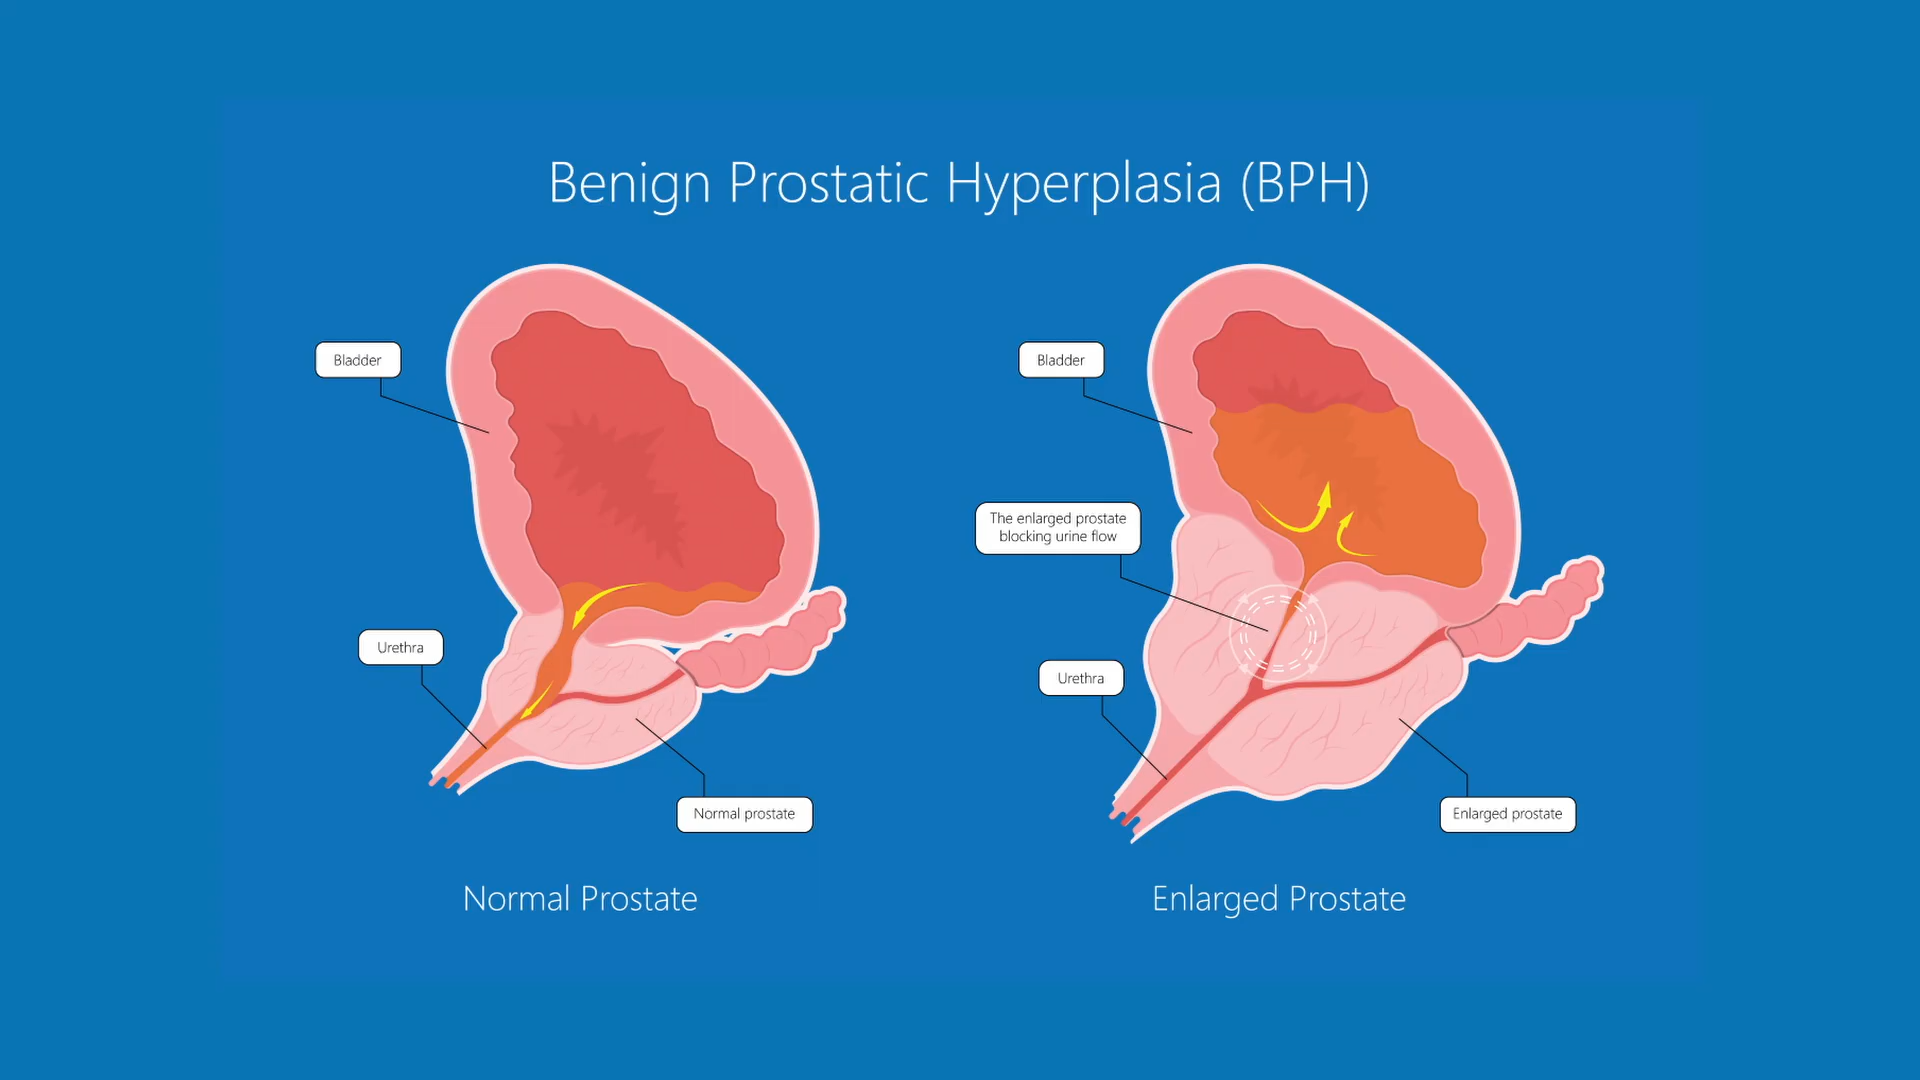 Benign Prostatic Hyperplasia (BPH)
Bladder
Urethra
Normal prostate
Normal Prostate
Bladder
The enlarged prostate
blocking urine flow
Urethra
Enlarged prostate
Enlarged Prostate